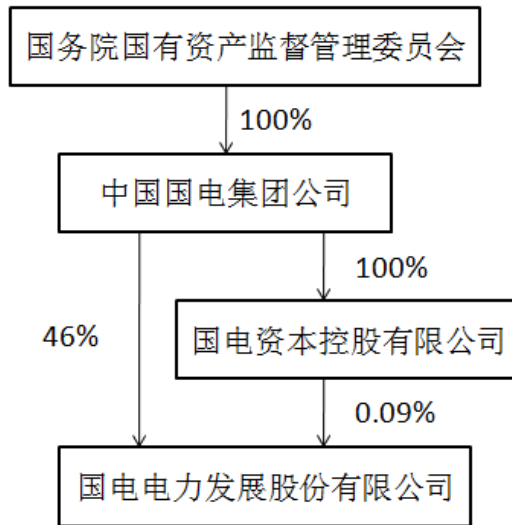 国务院国有资产监督管理委员会
100%
中国国电集团公司
100%
46%
国电资本控股有限公司
0.09%
国电电力发展股份有限公司